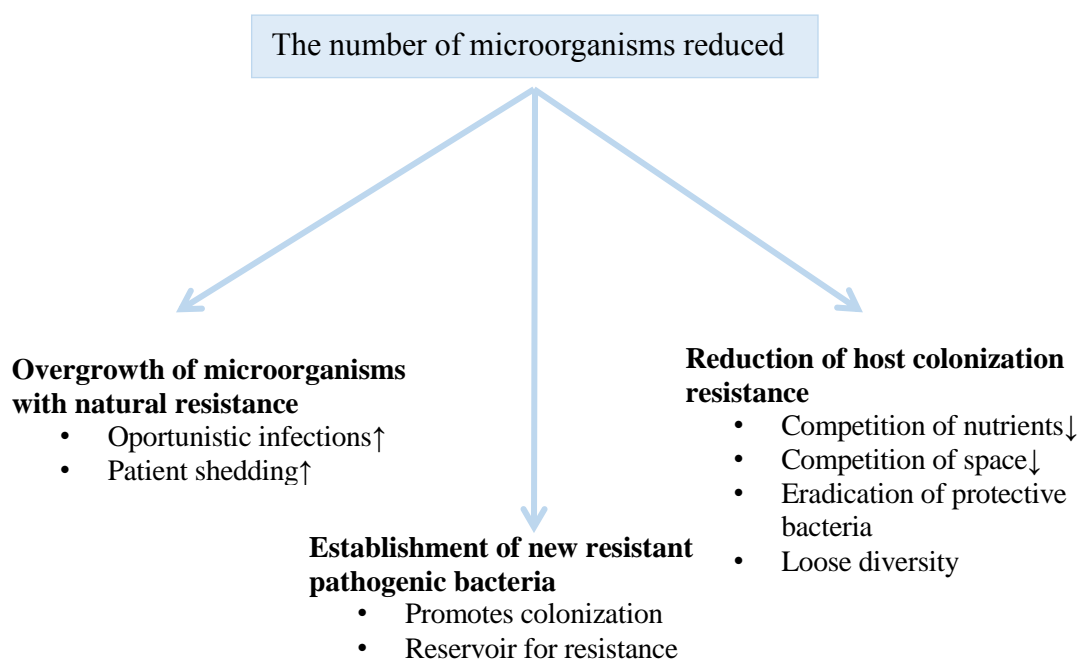 The number of microorganisms reduced
Overgrowth of microorganisms
with natural resistance
• Oportunistic infections↑
• Patient shedding↑
Establishment of new resistant
pathogenic bacteria
• Promotes colonization
• Reservoir for resistance
Reduction of host colonization
resistance
• Competition of nutrients↓
• Competition of space↓
• Eradication of protective
bacteria
• Loose diversity